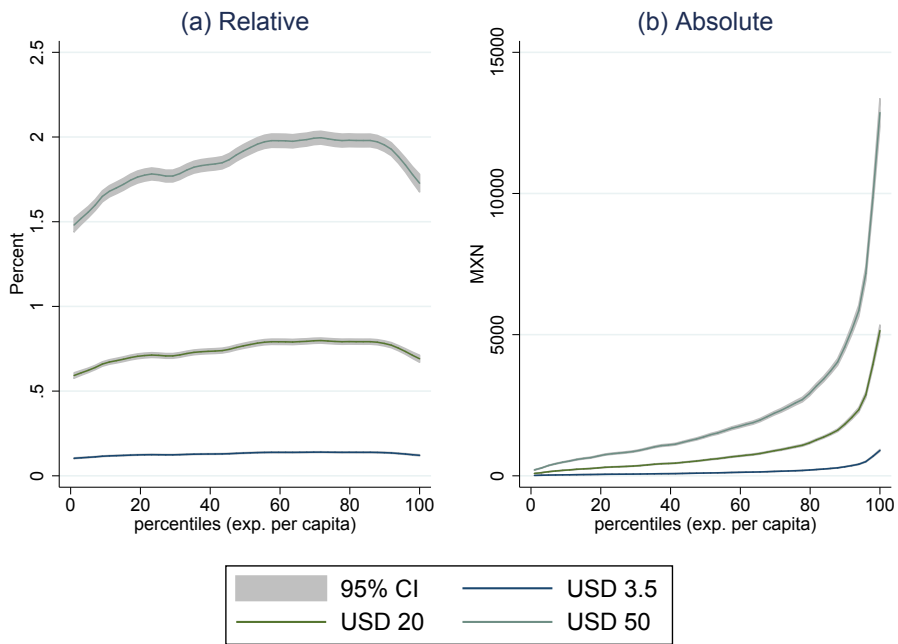 (a) Relative
2.5
2
1.5
1
.5
0
Percent
0 20 40 60 80 100
percentiles (exp. per capita)
(b) Absolute
15000
10000
5000
0
MXN
0 20 40 60 80 100
percentiles (exp. per capita)
95% CI USD 3.5
USD 20 USD 50